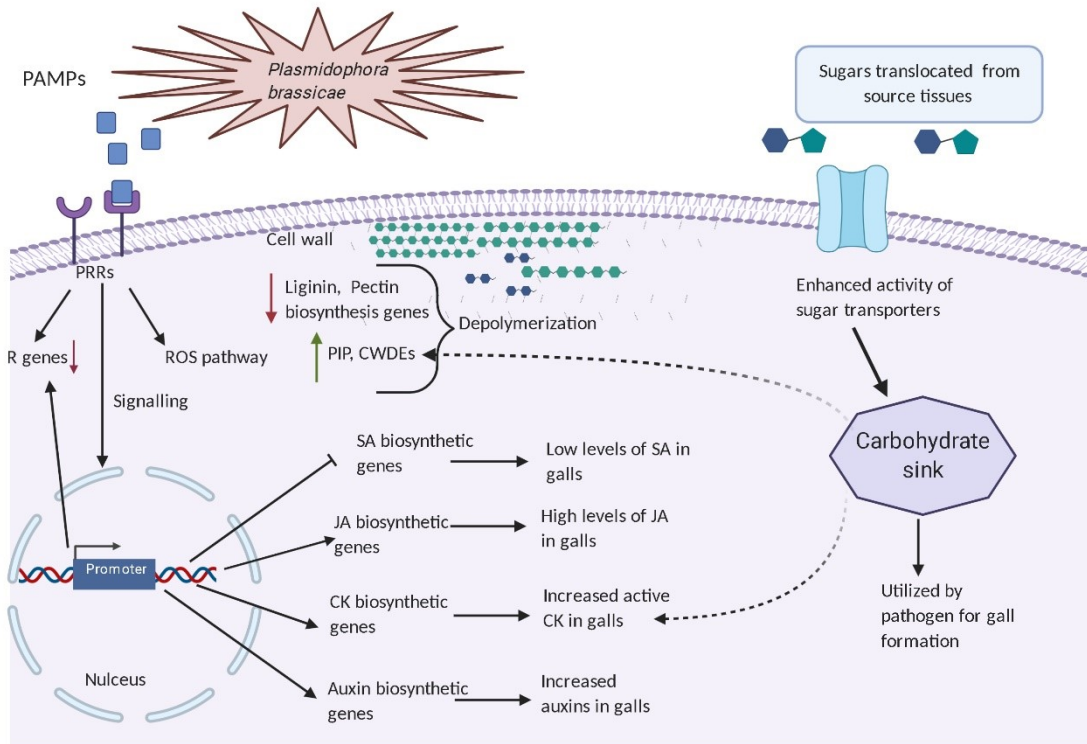 PAMPs
Plasmidophora
brassicae
Sugars translocated from
source tissues
Cell wall
PRRs
Liginin, Pectin
biosynthesis genes
Depolymerization
PIP, CWDEs
Enhanced activity of
sugar transporters
R genes
ROS pathway
Signalling
Carbohydrate
sink
SA biosynthetic
genes
Low levels of SA in
galls
JA biosynthetic
genes
High levels of JA
in galls
Promoter
CK biosynthetic
genes
Increased active
CK in galls
Utilized by
pathogen for gall
formation
Nulceus
Auxin biosynthetic
genes
Increased
auxins in galls